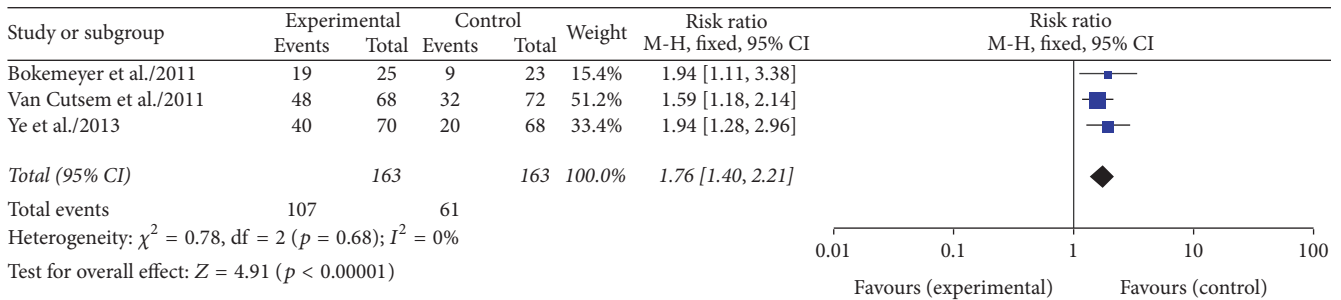 Study or subgroup Experimental Control Weight Risk ratio Risk ratio
Events Total Events Total M-H, fixed, 95% CI M-H, fixed, 95% CI
Bokemeyer et al./2011 19 25 9 23 15.4% 1.94 [1.11, 3.38]
Van Cutsem et al./2011 48 68 32 72 51.2% 1.59 [1.18, 2.14]
Ye et al./2013 40 70 20 68 33.4% 1.94 [1.28, 2.96]
Total (95% CI) 163 163 100.0% 1.76 [1.40, 2.21]
Total events 107 61
Heterogeneity: χ² = 0.78, df = 2 (p = 0.68); I² = 0%
Test for overall effect: Z = 4.91 (p < 0.00001)
0.01 0.1 1 10 100
Favours (experimental) Favours (control)